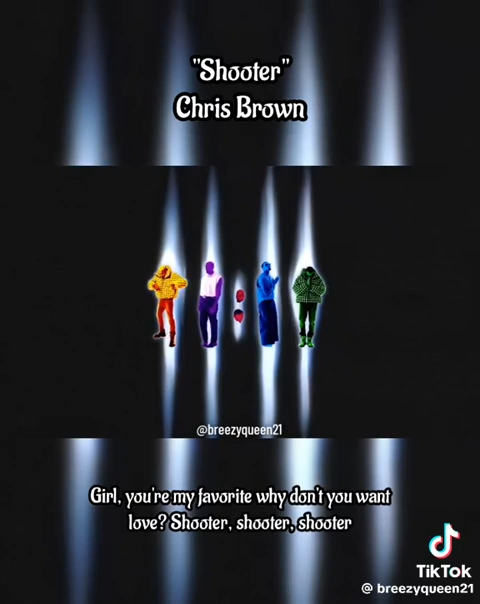 "Shooter"
Chris Brown
@breezyqueen21
Girl, you're my favorite why don't you want
love? Shooter, shooter, shooter
TikTok
@ breezyqueen21